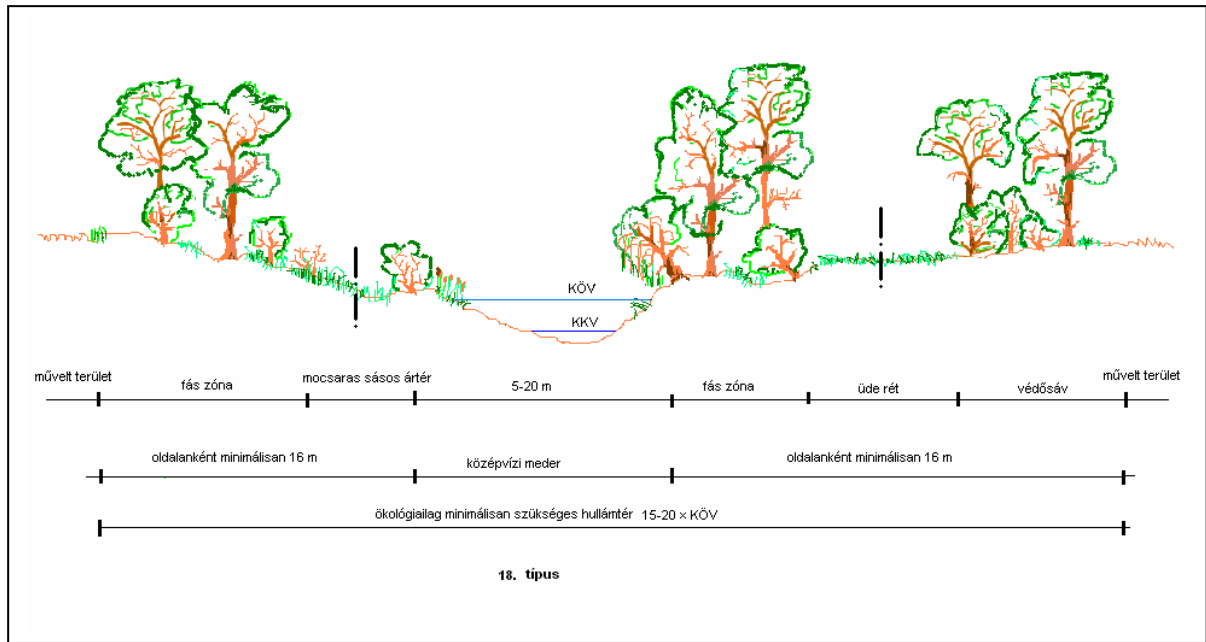 KÖV
KKV
művelt terület
fás zóna
mocsaras sásos ártér
5-20 m
fás zóna
üde rét
védősáv
művelt terület
oldalanként minimálisan 16 m
középvízi meder
oldalanként minimálisan 16 m
ökológiailag minimálisan szükséges hullámtér 15-20 × KÖV
18. típus